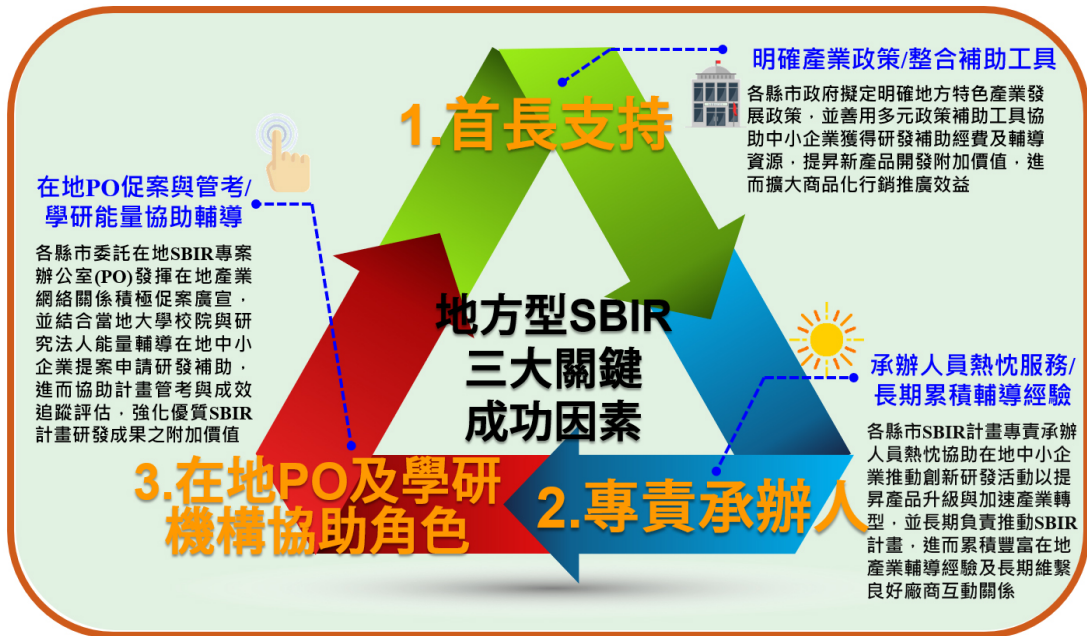 1.首長支持
明確產業政策/整合補助工具
各縣市政府擬定明確地方特色產業發
展政策，並善用多元政策補助工具協
助中小企業獲得研發補助經費及輔導
資源，提昇新產品開發附加價值，進
而擴大商品化行銷推廣效益
在地PO促案與管考/
學研能量協助輔導
各縣市委託在地SBIR專案
辦公室(PO)發揮在地產業
網絡關係積極促案廣宣，
並結合當地大學校院與研
究法人能量輔導在地中小
企業提案申請研發補助，
進而協助計畫管考與成效
追蹤評估，強化優質SBIR
計畫研發成果之附加價值
地方型SBIR
三大關鍵
成功因素
承辦人員熱忱服務/
長期累積輔導經驗
各縣市SBIR計畫專責承辦
人員熱忱協助在地中小企
業推動創新研發活動以提
昇產品升級與加速產業轉
型，並長期負責推動SBIR
計畫，進而累積豐富在地
產業輔導經驗及長期維繫
良好廠商互動關係
3.在地PO及學研
機構協助角色
2.專責承辦人